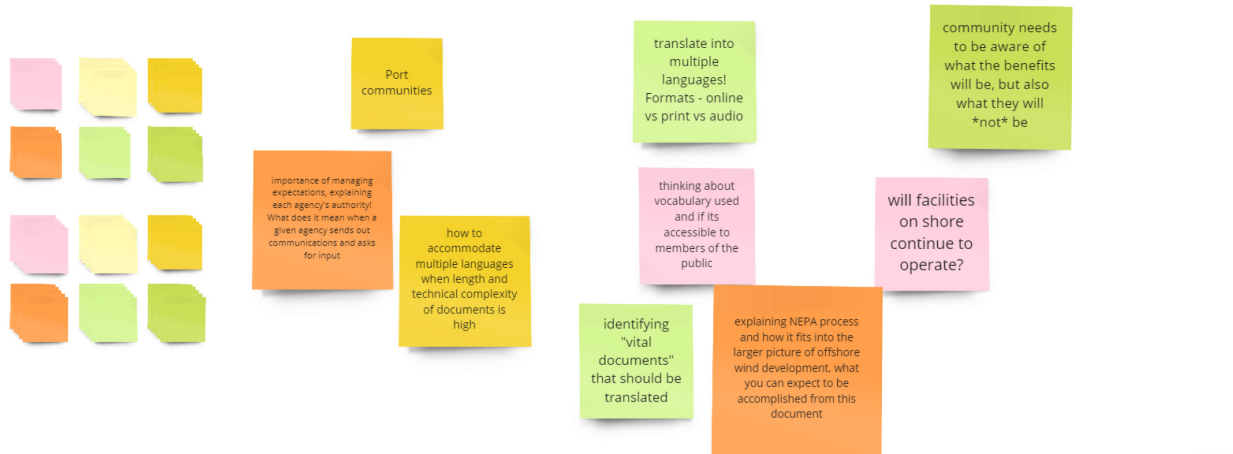 Port
communities
importance of managing
expectations, explaining
each agency's authority!
What does it mean when a
given agency sends out
communications and asks
for input
how to
accommodate
multiple languages
when length and
technical complexity
of documents is
high
translate into
multiple
languages!
Formats - online
vs print vs audio
thinking about
vocabulary used
and if its
accessible to
members of the
public
identifying
"vital
documents"
that should be
translated
explaining NEPA process
and how it fits into the
larger picture of offshore
wind development, what
you can expect to be
accomplished from this
document
community needs
to be aware of
what the benefits
will be, but also
what they will
*not* be
will facilities
on shore
continue to
operate?